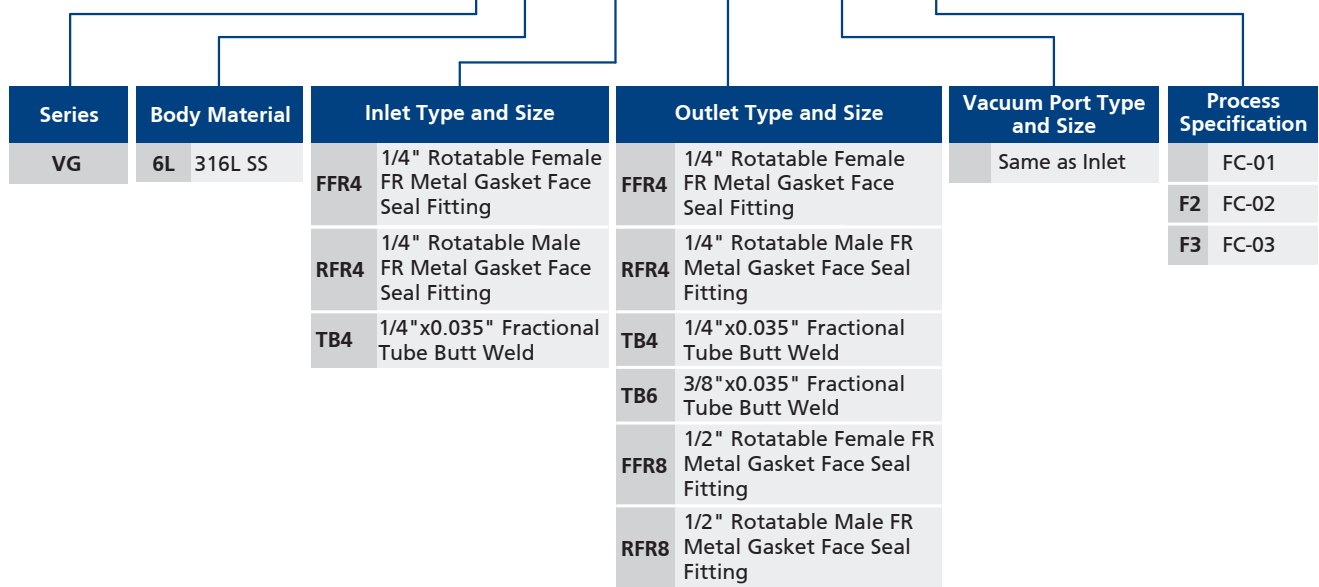 Series
VG
Body Material
6L 316L SS
Inlet Type and Size
FFR4 1/4" Rotatable Female
FR Metal Gasket Face
Seal Fitting
RFR4 1/4" Rotatable Male
FR Metal Gasket Face
Seal Fitting
TB4 1/4"x0.035" Fractional
Tube Butt Weld
Outlet Type and Size
FFR4 1/4" Rotatable Female
FR Metal Gasket Face
Seal Fitting
RFR4 1/4" Rotatable Male FR
Metal Gasket Face Seal
Fitting
TB4 1/4"x0.035" Fractional
Tube Butt Weld
TB6 3/8"x0.035" Fractional
Tube Butt Weld
FFR8 1/2" Rotatable Female FR
Metal Gasket Face Seal
Fitting
RFR8 1/2" Rotatable Male FR
Metal Gasket Face Seal
Fitting
Vacuum Port Type
and Size
Same as Inlet
Process
Specification
FC-01
F2 FC-02
F3 FC-03